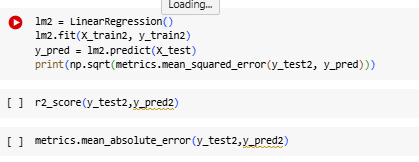 Loading...
lm2 = LinearRegression()
lm2.fit(X_train2, y_train2)
y_pred = lm2.predict(X_test)
print(np.sqrt(metrics.mean_squared_error(y_test2, y_pred)))
[ ] r2_score(y_test2,y_pred2)
[ ] metrics.mean_absolute_error(y_test2,y_pred2)